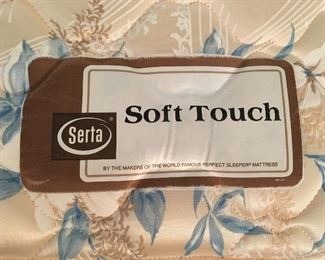 Soft Touch
Serta®
BY THE MAKERS OF THE WORLD FAMOUS PERFECT SLEEPER® MATTRESS